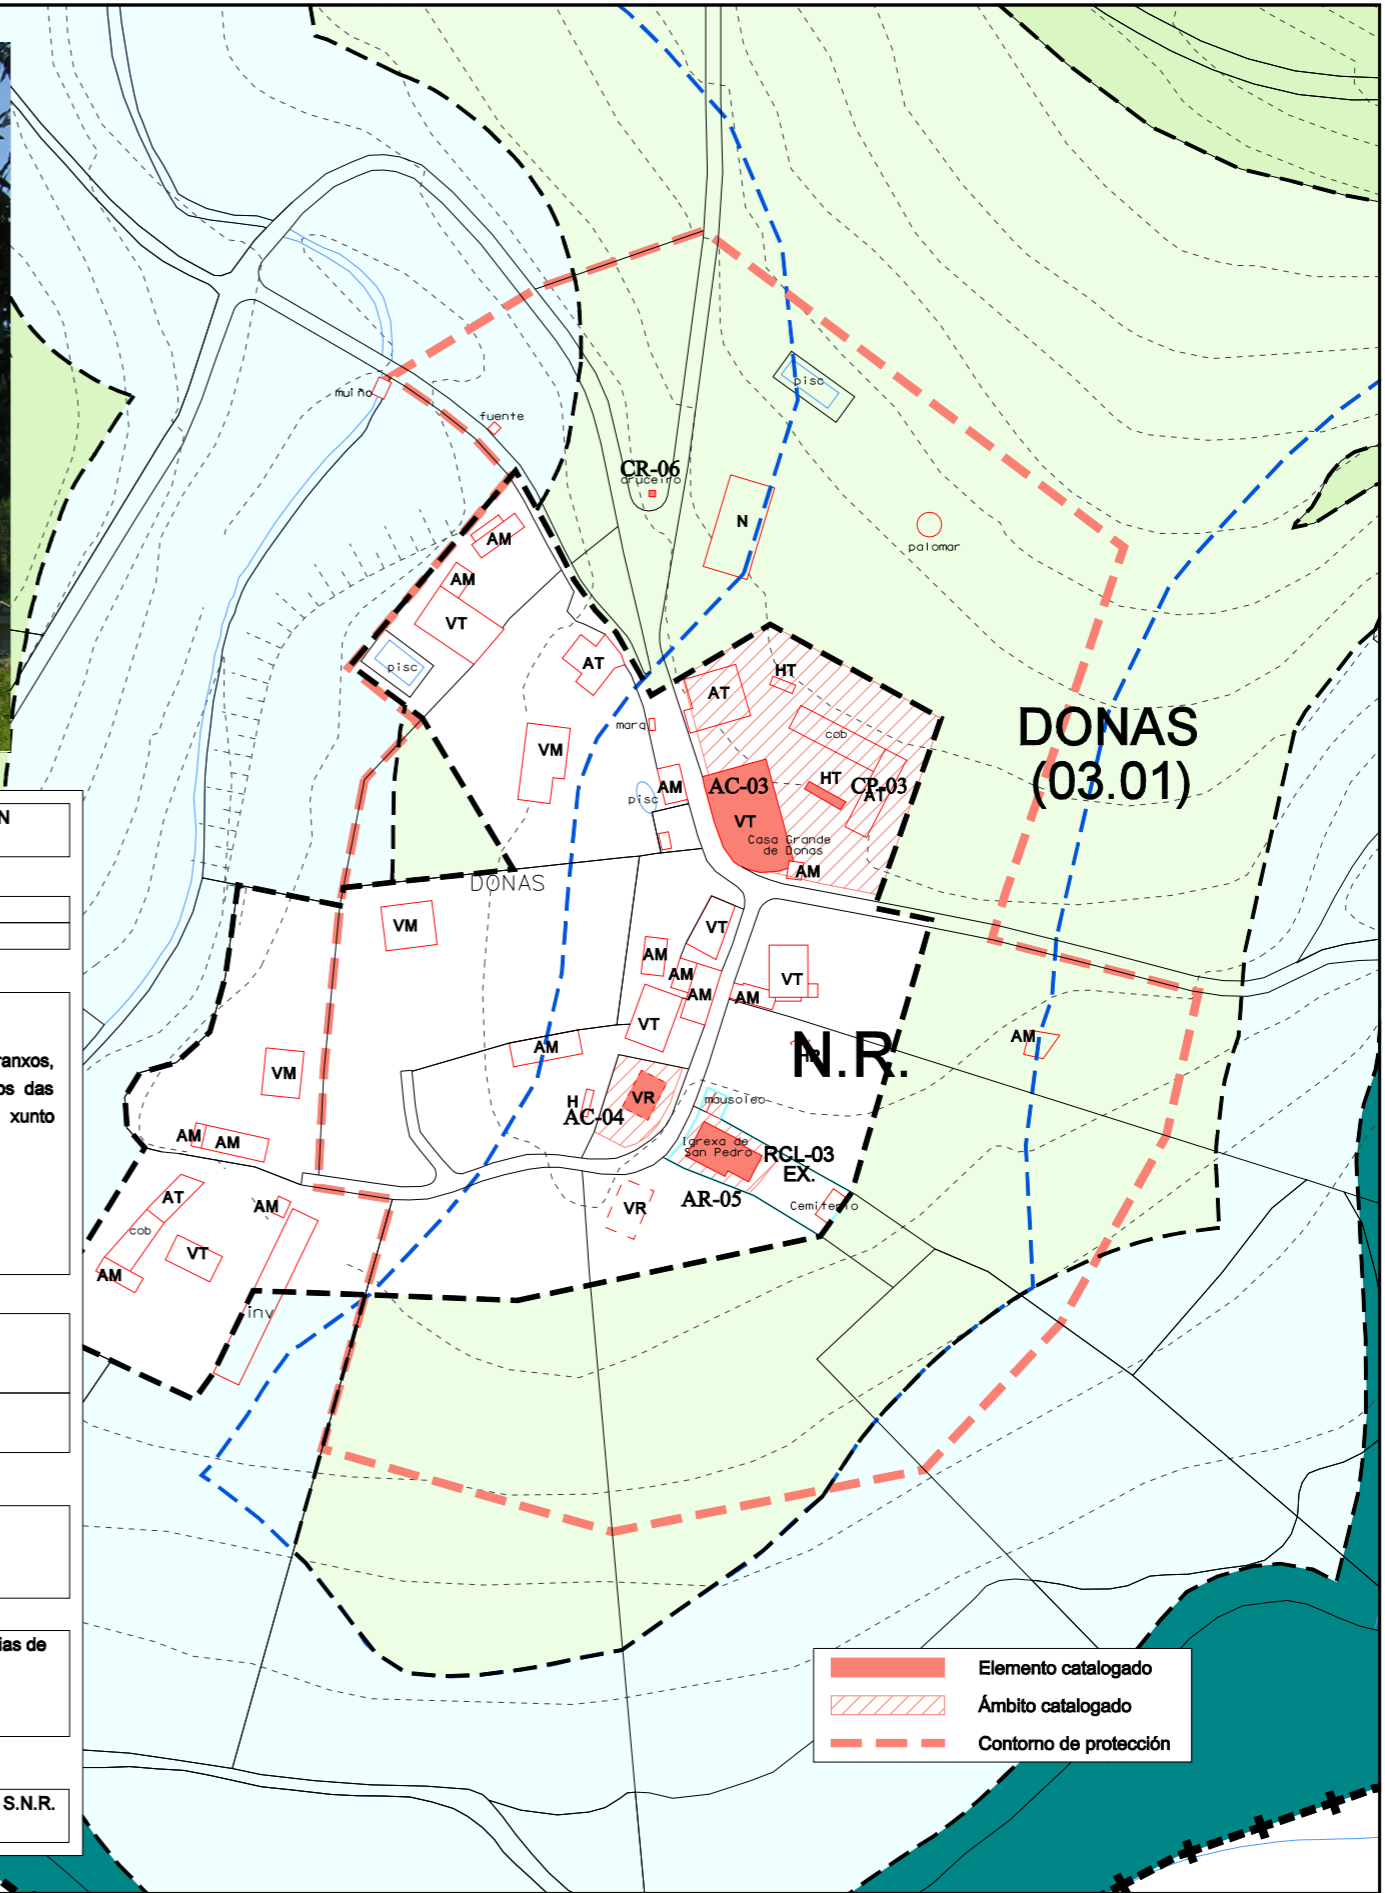 muiño
fuente
pisc
CR-06
cruceiro
N
palomar
AM
AM
VT
pisc
AT
HT
AT
cob
DONAS
(03.01)
marq
VM
AM
pisc
AC-03
HT
CP-03
AT
VT
Casa Grande
de Donas
AM
N
DONAS
VM
VT
AM
AM
AM
VT
AM
VT
N.R.
AM
AM
VM
VR
H
AC-04
mausoleo
Igrexa de
San Pedro
RCL-03
EX.
AM
AM
AT
AM
VR
AR-05
Cemiterio
cob
VT
AM
inv
ranxos,
os das
xunto
ias de
S.N.R.
Elemento catalogado
Ámbito catalogado
Contorno de protección